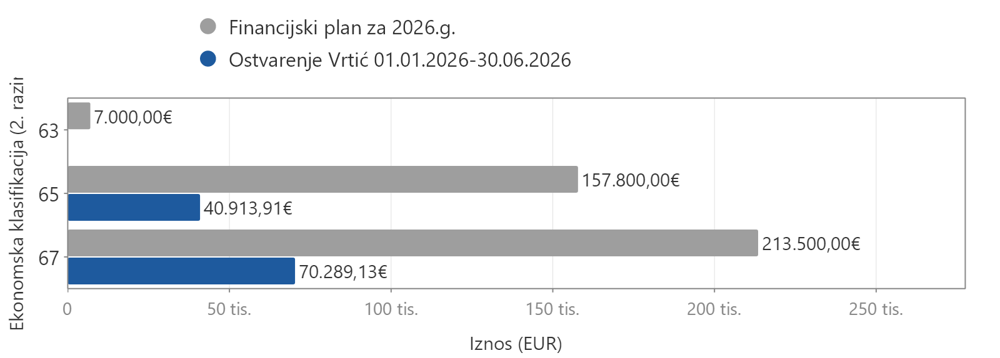 Financijski plan za 2026.g.
Ostvarenje Vrtić 01.01.2026-30.06.2026
Ekonomska klasifikacija (2.
63
7.000,00€
65
157.800,00€
40.913,91€
67
213.500,00€
70.289,13€
0
50 tis.
100 tis.
150 tis.
200 tis.
250 tis.
Iznos (EUR)